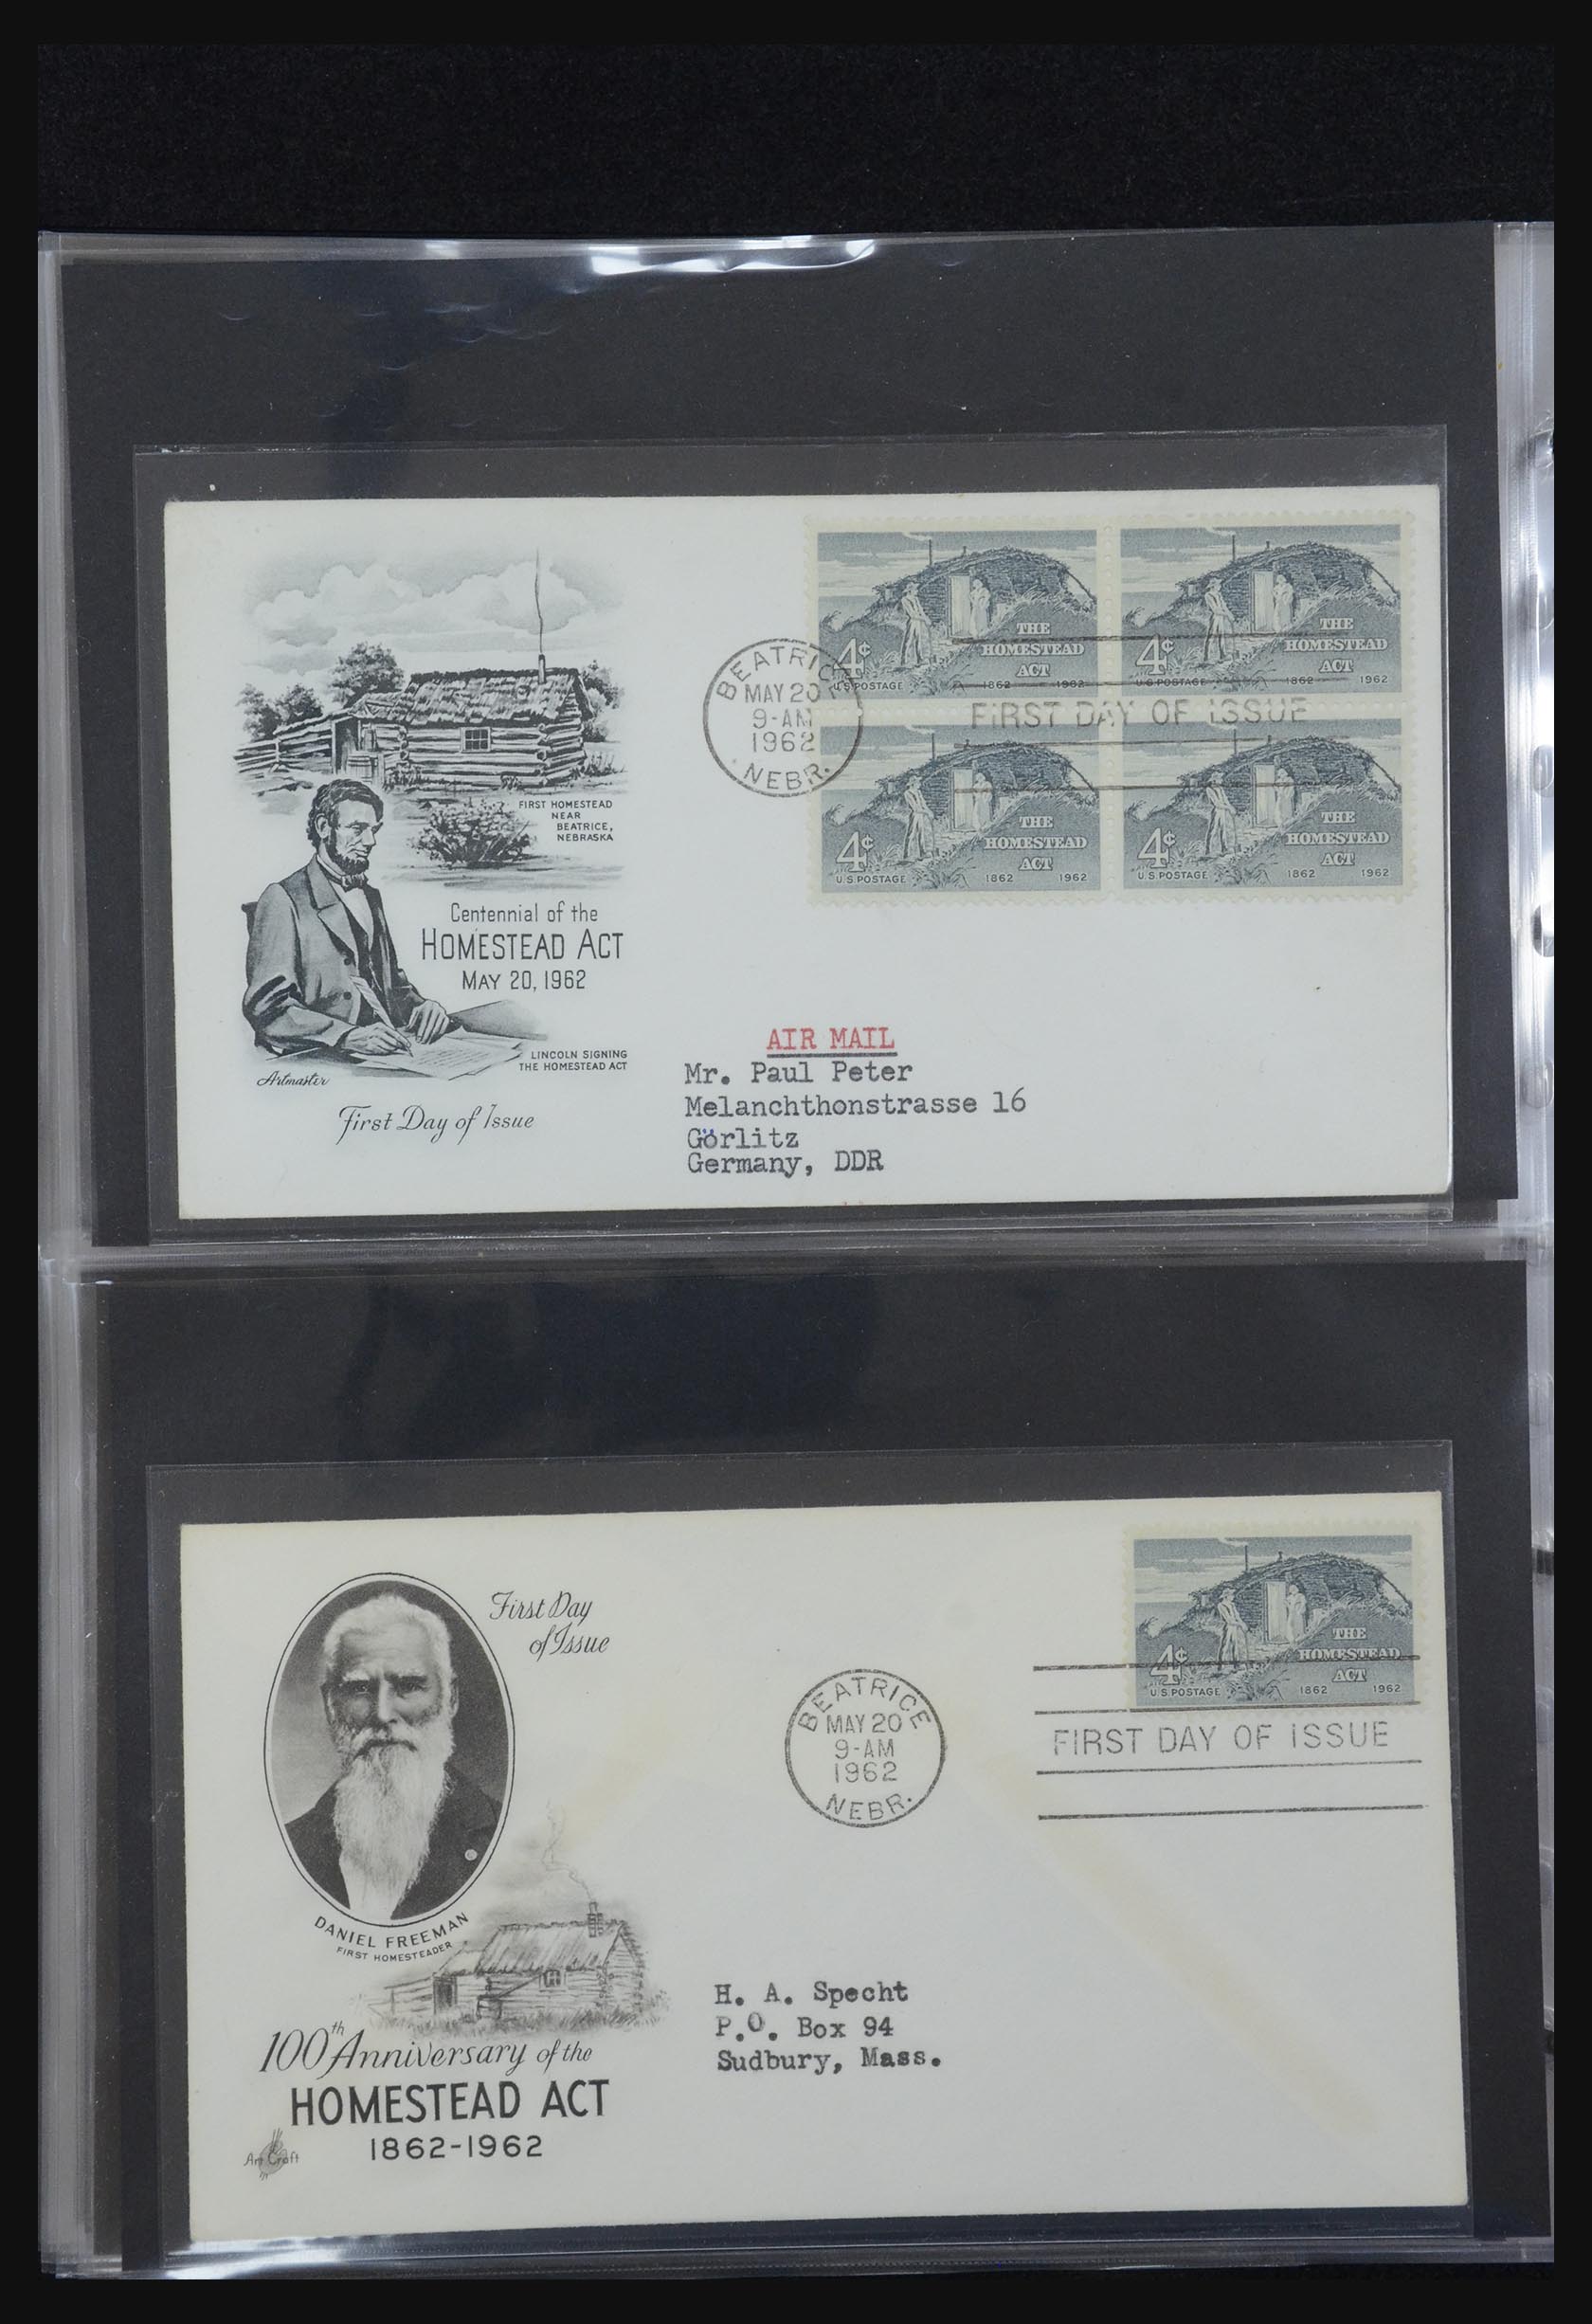 FIRST HOMESTEAD
NEAR
BEATRICE,
NEBRASKA
Centennial of the
HOMESTEAD ACT
MAY 20, 1962
LINCOLN SIGNING
THE HOMESTEAD ACT
Artmaster
First Day of Issue
BEATRICE
MAY 20
9-AM
1962
NEBR.
THE
HOMESTEAD
ACT
4¢
U.S. POSTAGE 1862 1962
THE
HOMESTEAD
ACT
4¢
U.S. POSTAGE 1862 1962
FIRST DAY OF ISSUE
THE
HOMESTEAD
ACT
4¢
U.S. POSTAGE 1862 1962
THE
HOMESTEAD
ACT
4¢
U.S. POSTAGE 1862 1962
AIR MAIL
Mr. Paul Peter
Melanchthonstrasse 16
Görlitz
Germany, DDR
First Day
of Issue
DANIEL FREEMAN
FIRST HOMESTEADER
100th Anniversary of the
HOMESTEAD ACT
1862-1962
Art Craft
BEATRICE
MAY 20
9-AM
1962
NEBR.
THE
HOMESTEAD
ACT
4¢
U.S. POSTAGE 1862 1962
FIRST DAY OF ISSUE
H. A. Specht
P.O. Box 94
Sudbury, Mass.